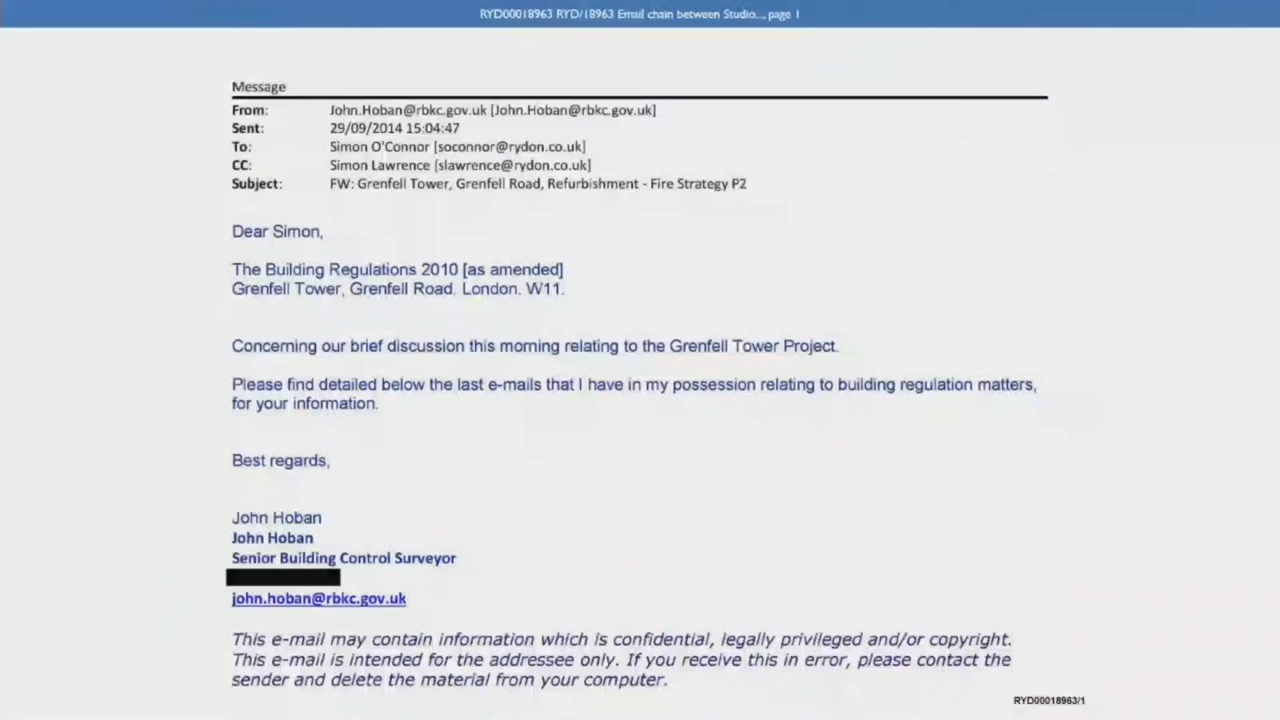 RYD00018963 RYD/18963 Email chain between Studio..., page 1
Message
From: John.Hoban@rbkc.gov.uk [John.Hoban@rbkc.gov.uk]
Sent: 29/09/2014 15:04:47
To: Simon O'Connor [soconnor@rydon.co.uk]
CC: Simon Lawrence [slawrence@rydon.co.uk]
Subject: FW: Grenfell Tower, Grenfell Road, Refurbishment - Fire Strategy P2
Dear Simon,
The Building Regulations 2010 [as amended]
Grenfell Tower, Grenfell Road. London. W11.
Concerning our brief discussion this morning relating to the Grenfell Tower Project.
Please find detailed below the last e-mails that I have in my possession relating to building regulation matters,
for your information.
Best regards,
John Hoban
John Hoban
Senior Building Control Surveyor
john.hoban@rbkc.gov.uk
This e-mail may contain information which is confidential, legally privileged and/or copyright.
This e-mail is intended for the addressee only. If you receive this in error, please contact the
sender and delete the material from your computer.
RYD00018963/1